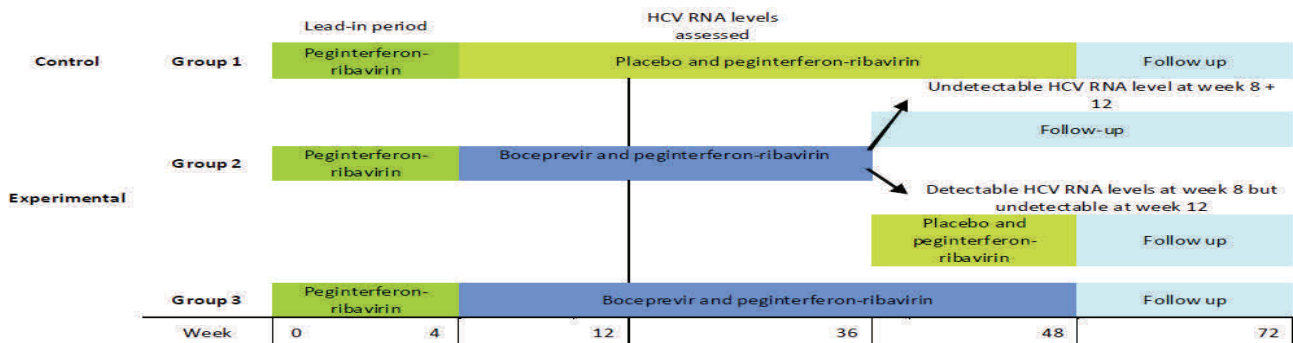 Lead-in period
HCV RNA levels
assessed
Control
Group 1
Peginterferon-
ribavirin
Placebo and peginterferon-ribavirin
Follow up
Undetectable HCV RNA level at week 8 +
12
Follow-up
Experimental
Group 2
Peginterferon-
ribavirin
Boceprevir and peginterferon-ribavirin
Detectable HCV RNA levels at week 8 but
undetectable at week 12
Placebo and
peginterferon-
ribavirin
Follow up
Group 3
Peginterferon-
ribavirin
Boceprevir and peginterferon-ribavirin
Follow up
Week 0 4 12 36 48 72